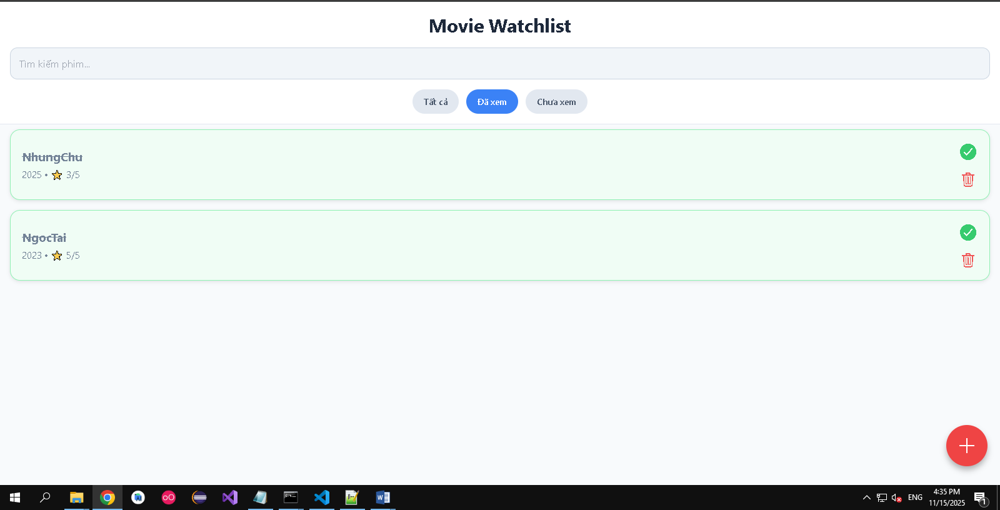 Movie Watchlist
Tìm kiếm phim...
Tất cả Đã xem Chưa xem
NhungChu
2025 • ⭐ 3/5
NgocTai
2023 • ⭐ 5/5
ENG
4:35 PM
11/15/2025
1